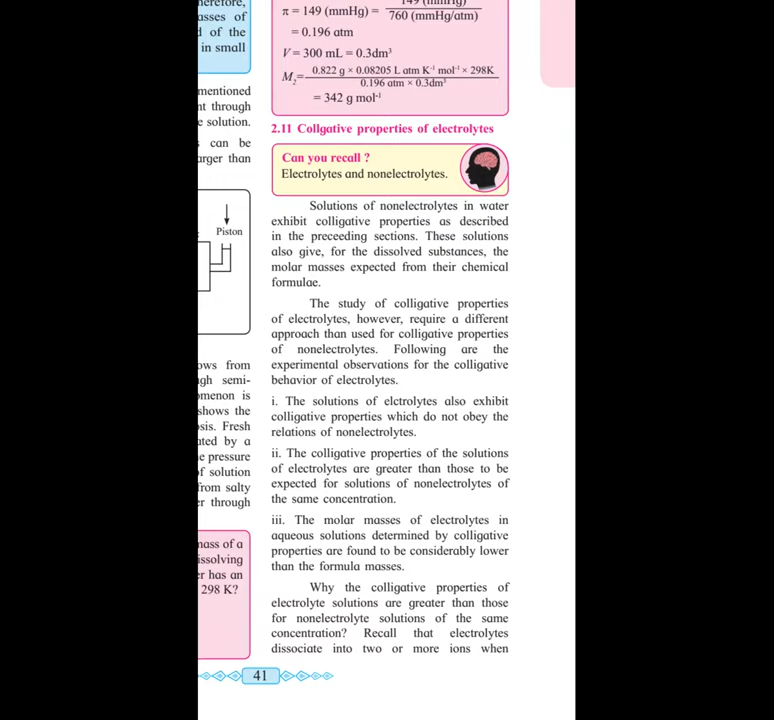 herefore,
asses of
d of the
in small
mentioned
nt through
e solution.
s can be
arger than
Piston
ows from
ugh semi-
omenon is
shows the
osis. Fresh
ated by a
e pressure
of solution
from salty
er through
mass of a
issolving
er has an
298 K?
π = 149 (mmHg) = 149 (mmHg) / 760 (mmHg/atm)
= 0.196 atm
V = 300 mL = 0.3dm³
M₂= 0.822 g × 0.08205 L atm K⁻¹ mol⁻¹ × 298K / 0.196 atm × 0.3dm³
= 342 g mol⁻¹
2.11 Collgative properties of electrolytes
Can you recall ?
Electrolytes and nonelectrolytes.
Solutions of nonelectrolytes in water
exhibit colligative properties as described
in the preceeding sections. These solutions
also give, for the dissolved substances, the
molar masses expected from their chemical
formulae.
The study of colligative properties
of electrolytes, however, require a different
approach than used for colligative properties
of nonelectrolytes. Following are the
experimental observations for the colligative
behavior of electrolytes.
i. The solutions of elctrolytes also exhibit
colligative properties which do not obey the
relations of nonelectrolytes.
ii. The colligative properties of the solutions
of electrolytes are greater than those to be
expected for solutions of nonelectrolytes of
the same concentration.
iii. The molar masses of electrolytes in
aqueous solutions determined by colligative
properties are found to be considerably lower
than the formula masses.
Why the colligative properties of
electrolyte solutions are greater than those
for nonelectrolyte solutions of the same
concentration? Recall that electrolytes
dissociate into two or more ions when
41